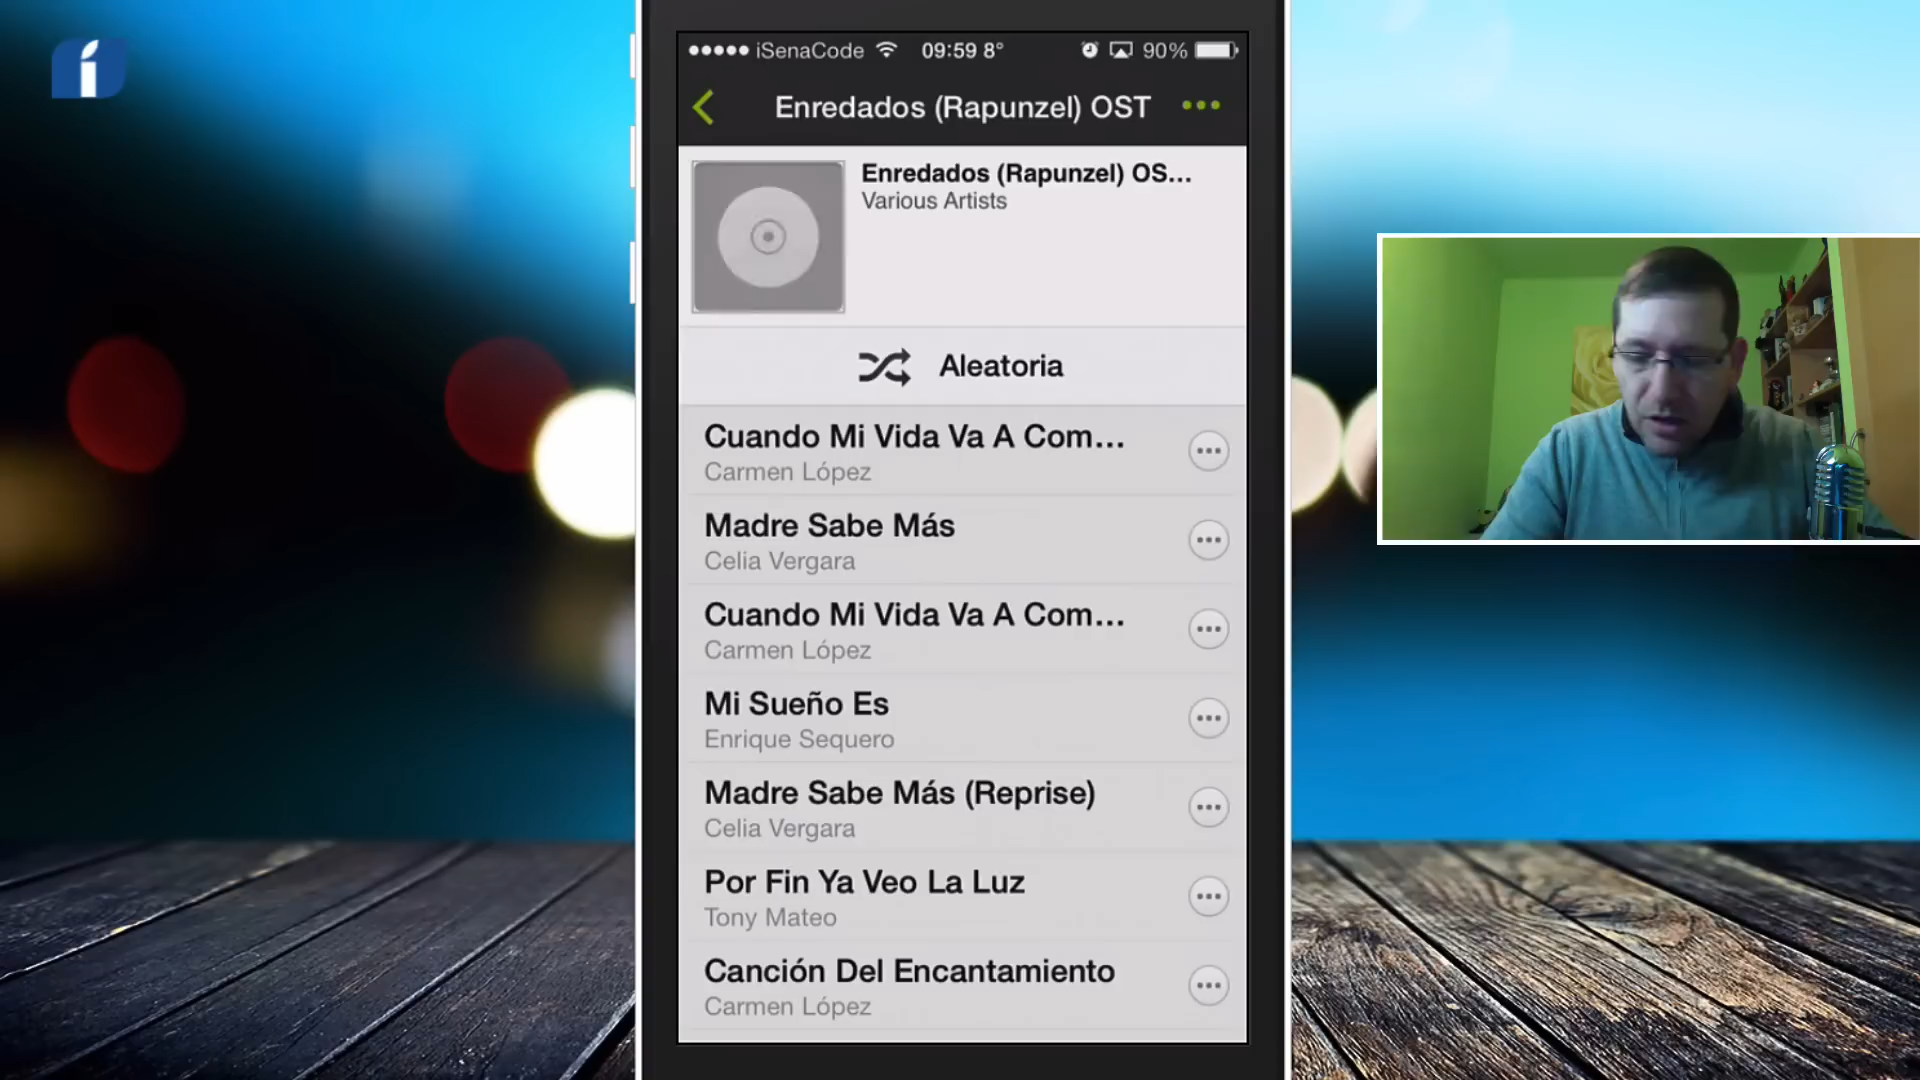 i
iSenaCode 09:59 8° 90%
Enredados (Rapunzel) OST
Enredados (Rapunzel) OS...
Various Artists
Aleatoria
Cuando Mi Vida Va A Com...
Carmen López
Madre Sabe Más
Celia Vergara
Cuando Mi Vida Va A Com...
Carmen López
Mi Sueño Es
Enrique Sequero
Madre Sabe Más (Reprise)
Celia Vergara
Por Fin Ya Veo La Luz
Tony Mateo
Canción Del Encantamiento
Carmen López